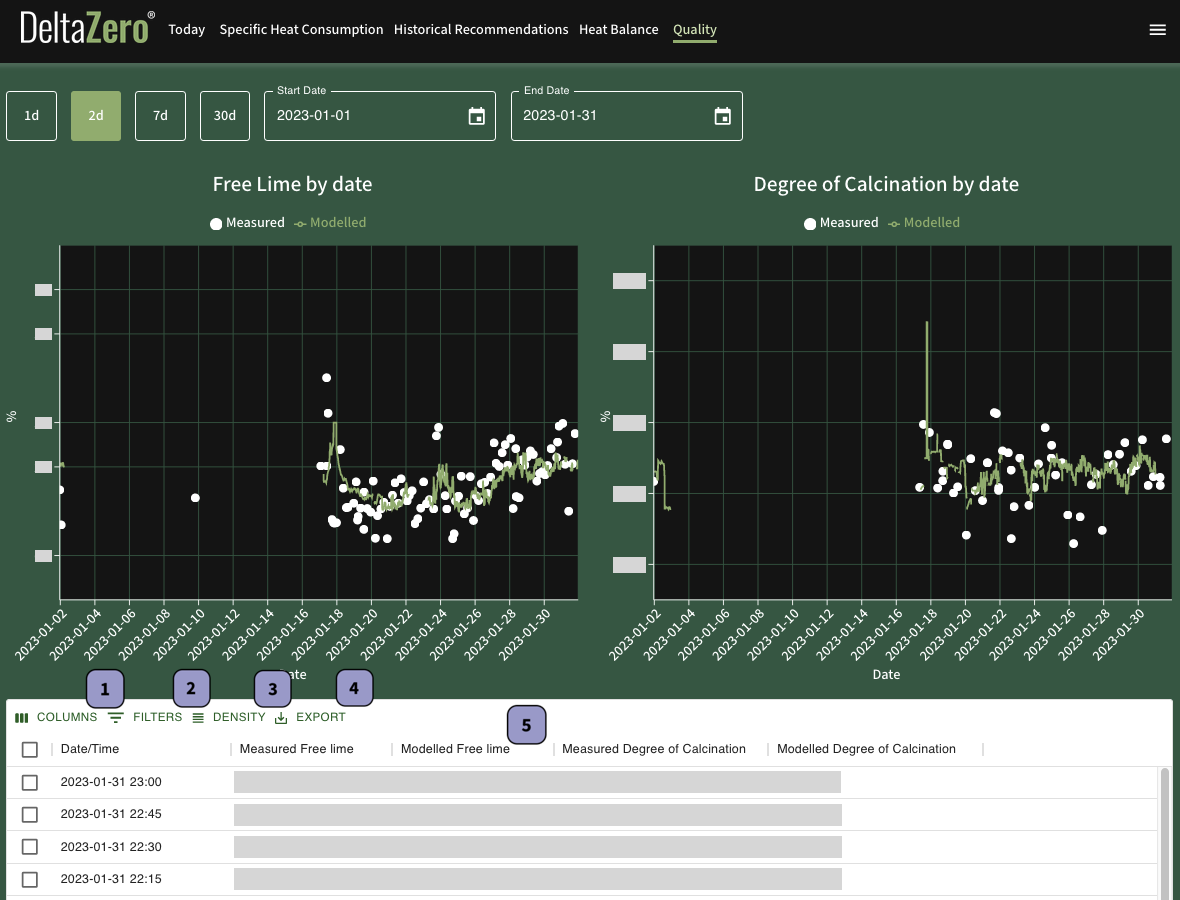 DeltaZero® Today Specific Heat Consumption Historical Recommendations Heat Balance Quality
1d 2d 7d 30d Start Date 2023-01-01 End Date 2023-01-31
Free Lime by date
Measured Modelled
%
2023-01-02 2023-01-04 2023-01-06 2023-01-08 2023-01-10 2023-01-12 2023-01-14 2023-01-16 2023-01-18 2023-01-20 2023-01-22 2023-01-24 2023-01-26 2023-01-28 2023-01-30
ate
Degree of Calcination by date
Measured Modelled
%
2023-01-02 2023-01-04 2023-01-06 2023-01-08 2023-01-10 2023-01-12 2023-01-14 2023-01-16 2023-01-18 2023-01-20 2023-01-22 2023-01-24 2023-01-26 2023-01-28 2023-01-30
Date
1 2 3 4 5
COLUMNS FILTERS DENSITY EXPORT
Date/Time Measured Free lime Modelled Free lime Measured Degree of Calcination Modelled Degree of Calcination
2023-01-31 23:00
2023-01-31 22:45
2023-01-31 22:30
2023-01-31 22:15